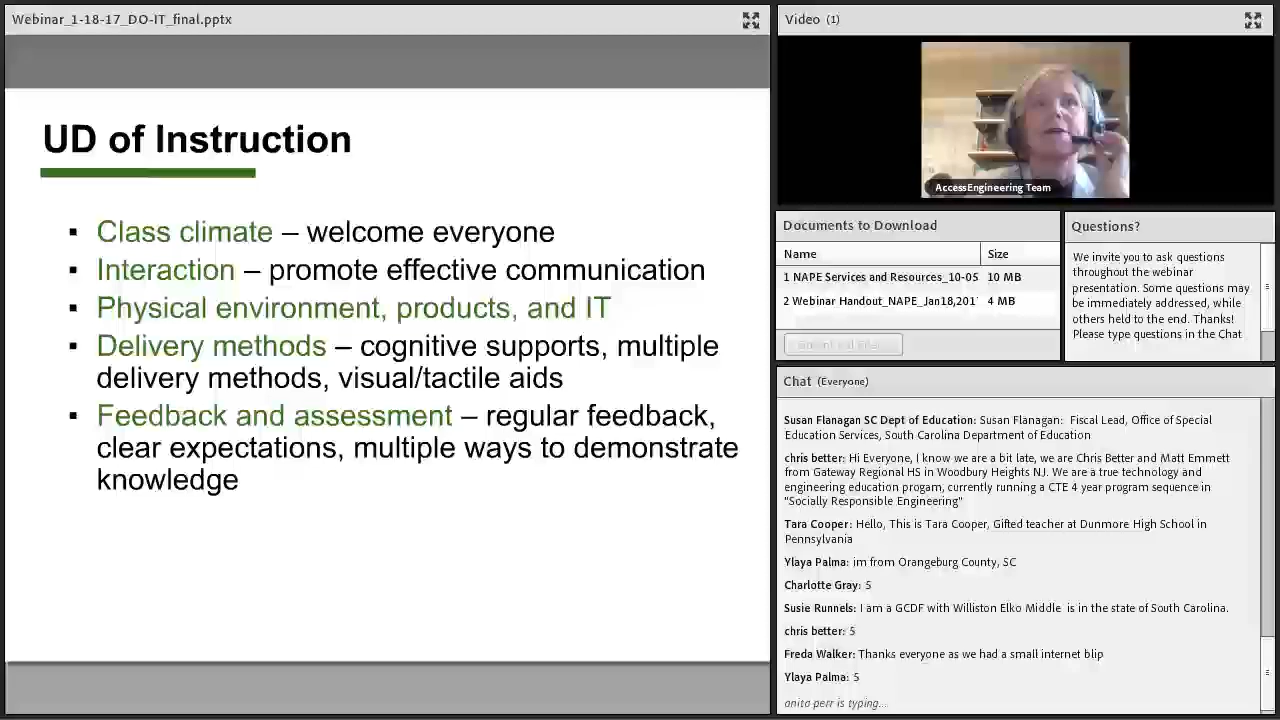 Webinar_1-18-17_DO-IT_final.pptx
UD of Instruction
▪ Class climate – welcome everyone
▪ Interaction – promote effective communication
▪ Physical environment, products, and IT
▪ Delivery methods – cognitive supports, multiple
delivery methods, visual/tactile aids
▪ Feedback and assessment – regular feedback,
clear expectations, multiple ways to demonstrate
knowledge
Video (1)
AccessEngineering Team
Documents to Download
Name Size
1 NAPE Services and Resources_10-05 10 MB
2 Webinar Handout_NAPE_Jan18,201 4 MB
Questions?
We invite you to ask questions
throughout the webinar
presentation. Some questions may
be immediately addressed, while
others held to the end. Thanks!
Please type questions in the Chat
Chat (Everyone)
Susan Flanagan SC Dept of Education: Susan Flanagan: Fiscal Lead, Office of Special
Education Services, South Carolina Department of Education
chris better: Hi Everyone, I know we are a bit late, we are Chris Better and Matt Emmett
from Gateway Regional HS in Woodbury Heights NJ. We are a true technology and
engineering education progam, currently running a CTE 4 year program sequence in
"Socially Responsible Engineering"
Tara Cooper: Hello, This is Tara Cooper, Gifted teacher at Dunmore High School in
Pennsylvania
Ylaya Palma: im from Orangeburg County, SC
Charlotte Gray: 5
Susie Runnels: I am a GCDF with Williston Elko Middle is in the state of South Carolina.
chris better: 5
Freda Walker: Thanks everyone as we had a small internet blip
Ylaya Palma: 5
anita perr is typing...